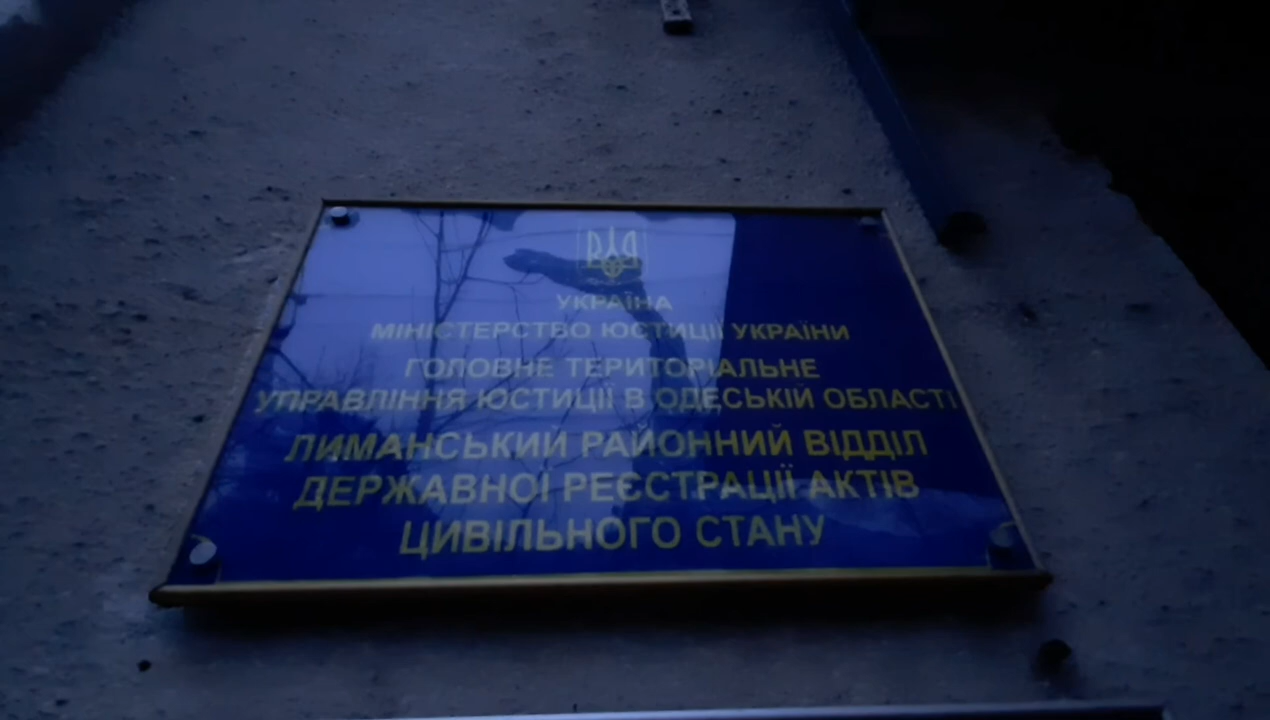 УКРАЇНА
МІНІСТЕРСТВО ЮСТИЦІЇ УКРАЇНИ
ГОЛОВНЕ ТЕРИТОРІАЛЬНЕ
УПРАВЛІННЯ ЮСТИЦІЇ В ОДЕСЬКІЙ ОБЛАСТІ
ЛИМАНСЬКИЙ РАЙОННИЙ ВІДДІЛ
ДЕРЖАВНОЇ РЕЄСТРАЦІЇ АКТІВ
ЦИВІЛЬНОГО СТАНУ